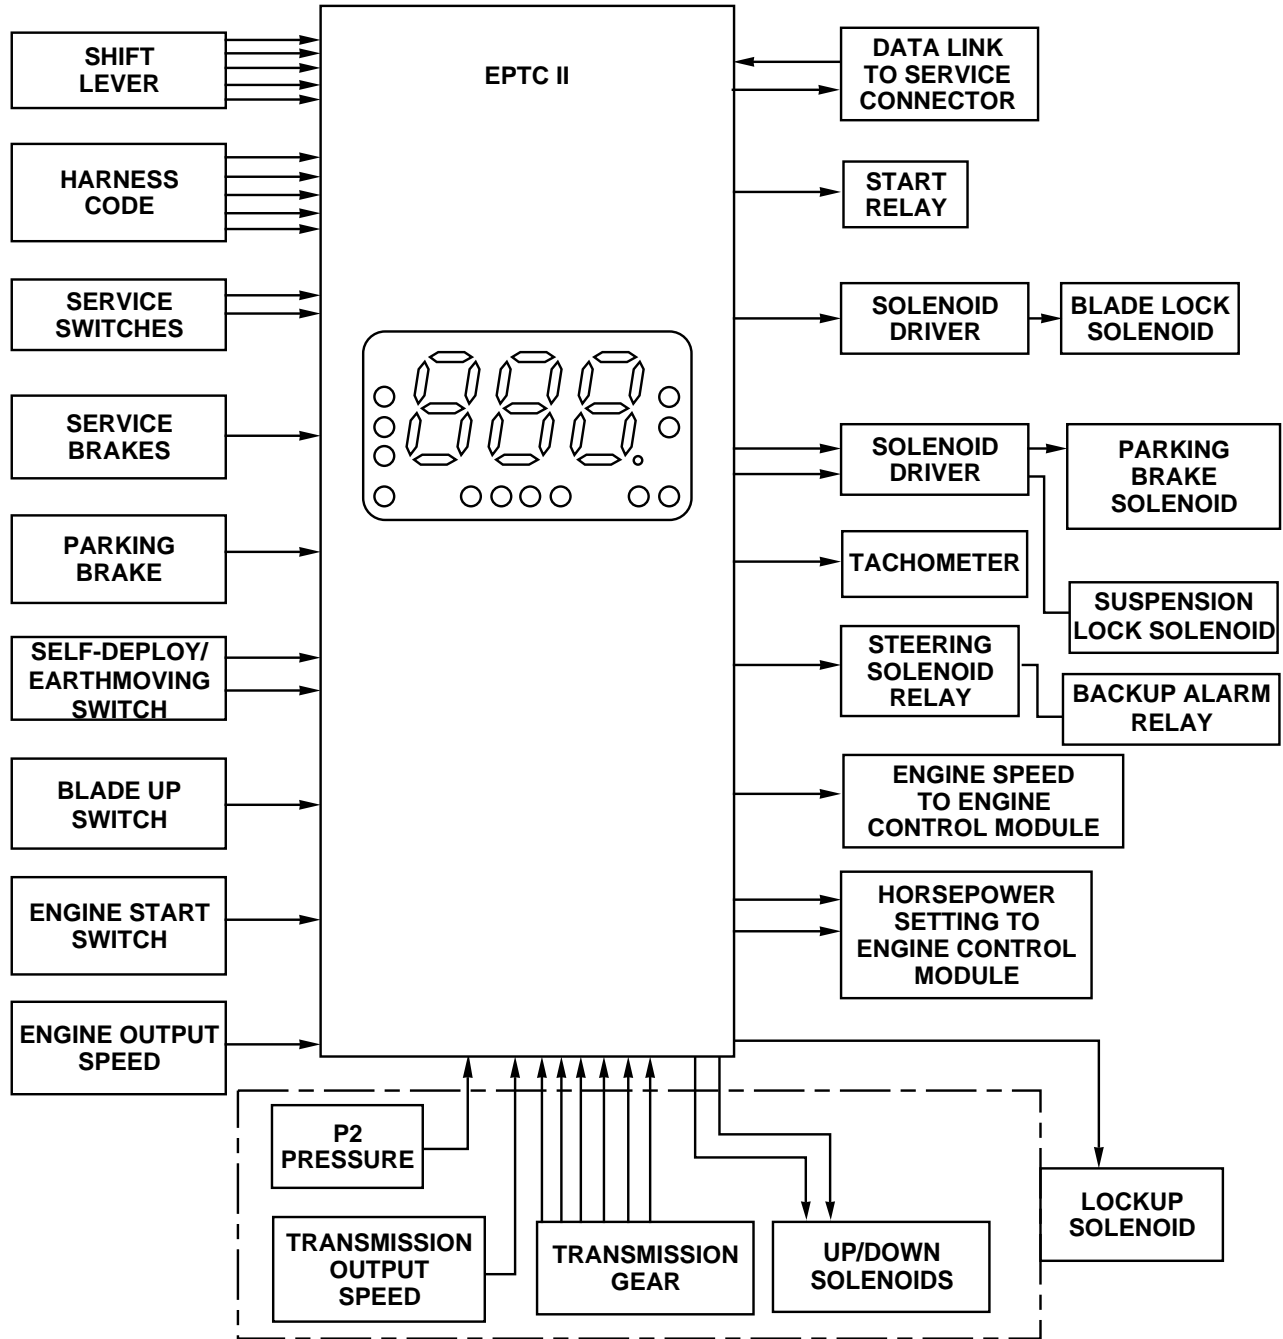 SHIFT
LEVER
HARNESS
CODE
SERVICE
SWITCHES
SERVICE
BRAKES
PARKING
BRAKE
SELF-DEPLOY/
EARTHMOVING
SWITCH
BLADE UP
SWITCH
ENGINE START
SWITCH
ENGINE OUTPUT
SPEED
EPTC II
DATA LINK
TO SERVICE
CONNECTOR
START
RELAY
SOLENOID
DRIVER
BLADE LOCK
SOLENOID
SOLENOID
DRIVER
PARKING
BRAKE
SOLENOID
TACHOMETER
SUSPENSION
LOCK SOLENOID
STEERING
SOLENOID
RELAY
BACKUP ALARM
RELAY
ENGINE SPEED
TO ENGINE
CONTROL MODULE
HORSEPOWER
SETTING TO
ENGINE CONTROL
MODULE
P2
PRESSURE
TRANSMISSION
OUTPUT
SPEED
TRANSMISSION
GEAR
UP/DOWN
SOLENOIDS
LOCKUP
SOLENOID